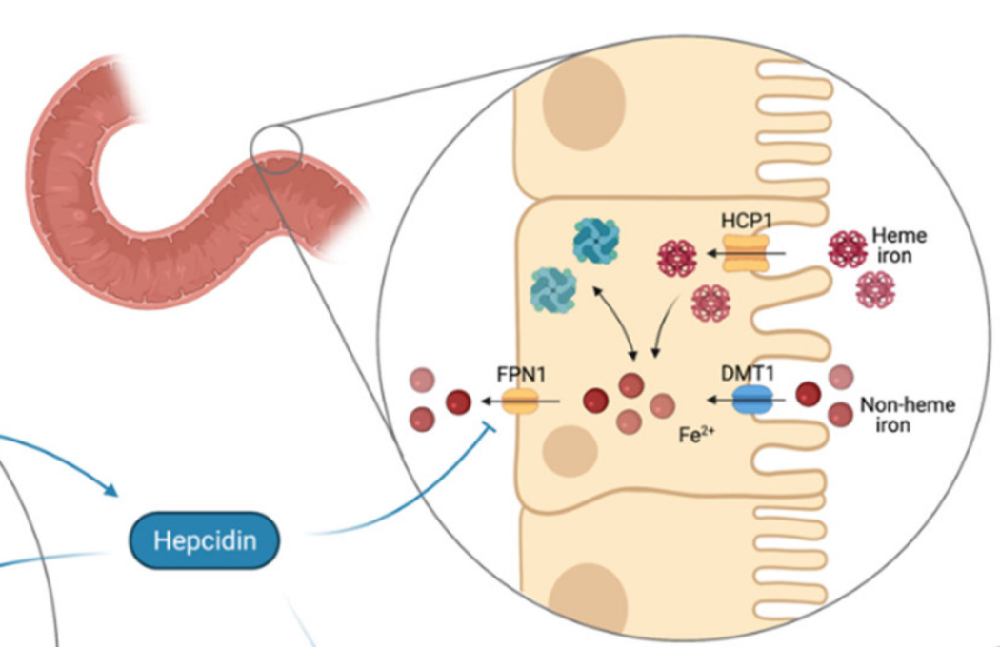 HCP1
Heme
iron
FPN1
DMT1
Non-heme
iron
Fe²⁺
Hepcidin